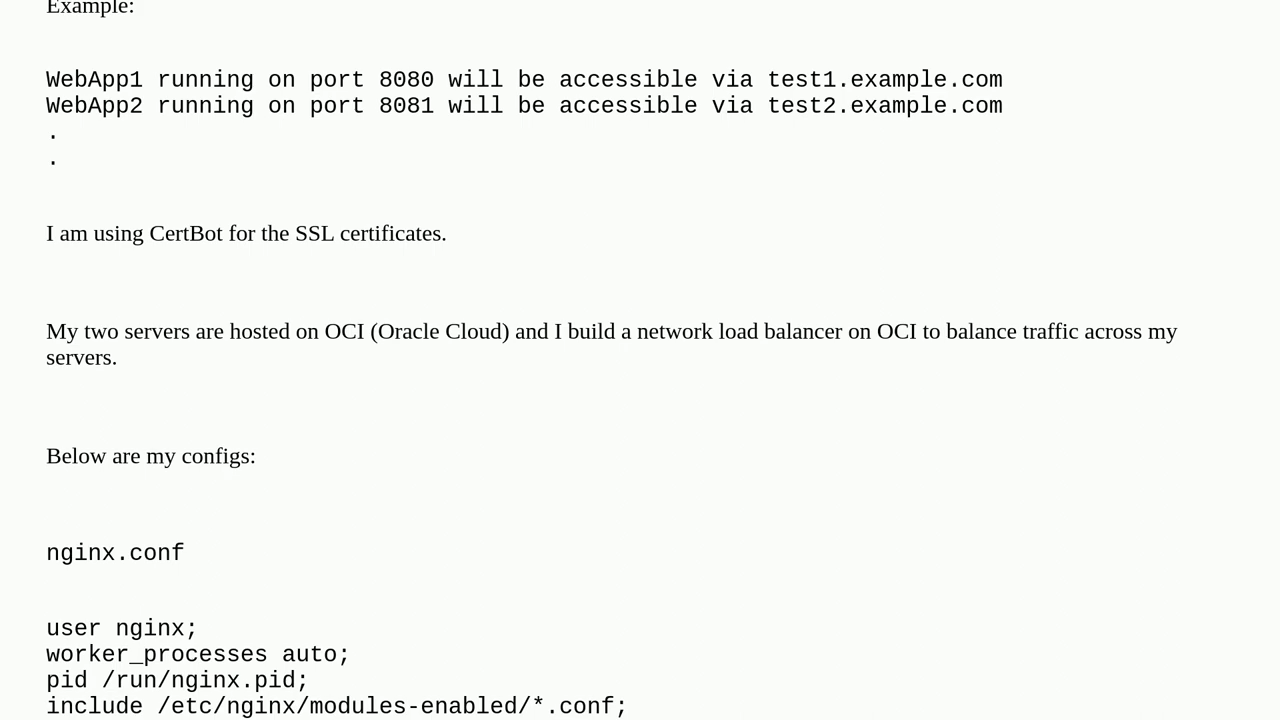 Example:
WebApp1 running on port 8080 will be accessible via test1.example.com
WebApp2 running on port 8081 will be accessible via test2.example.com
.
.
I am using CertBot for the SSL certificates.
My two servers are hosted on OCI (Oracle Cloud) and I build a network load balancer on OCI to balance traffic across my
servers.
Below are my configs:
nginx.conf
user nginx;
worker_processes auto;
pid /run/nginx.pid;
include /etc/nginx/modules-enabled/*.conf;